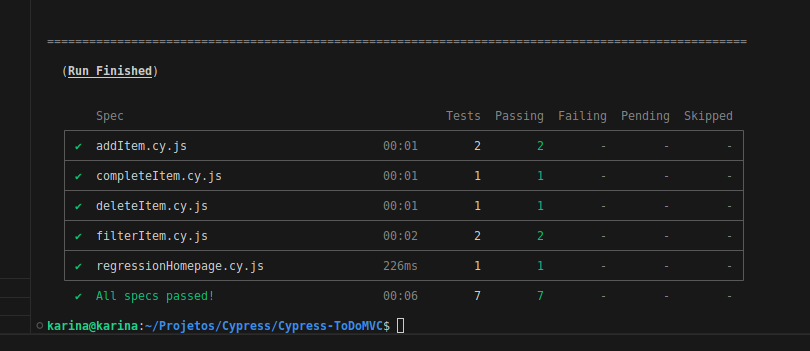 ====================================================================================================
(Run Finished)
Spec Tests Passing Failing Pending Skipped
✔ addItem.cy.js 00:01 2 2 - - -
✔ completeItem.cy.js 00:01 1 1 - - -
✔ deleteItem.cy.js 00:01 1 1 - - -
✔ filterItem.cy.js 00:02 2 2 - - -
✔ regressionHomepage.cy.js 226ms 1 1 - - -
✔ All specs passed! 00:06 7 7 - - -
karina@karina:~/Projetos/Cypress/Cypress-ToDoMVC$